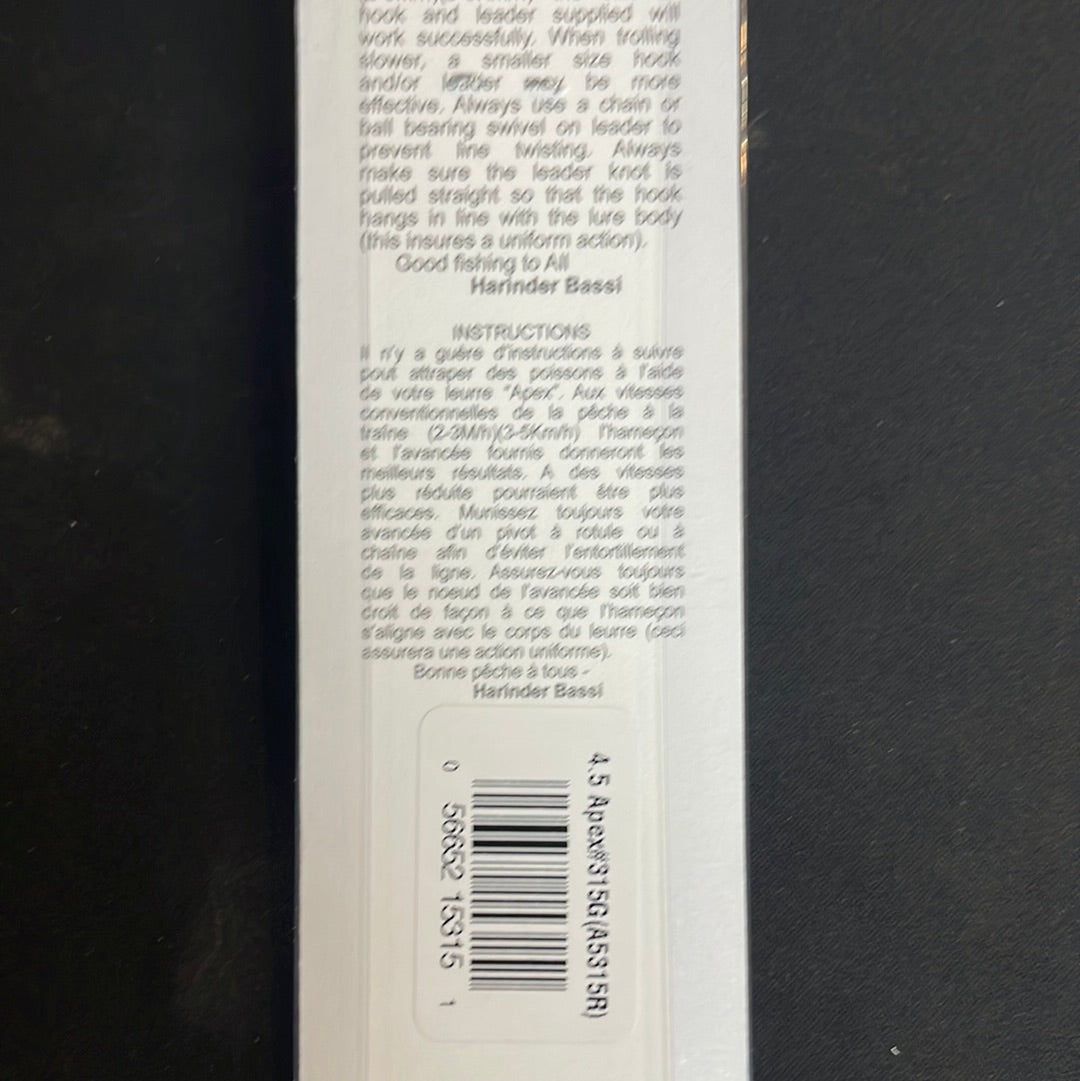 hook and leader supplied will
work successfully. When trolling
slower, a smaller size hook
and/or leader may be more
effective. Always use a chain or
ball bearing swivel on leader to
prevent line twisting. Always
make sure the leader knot is
pulled straight so that the hook
hangs in line with the lure body
(this insures a uniform action).
Good fishing to All
Harinder Bassi
INSTRUCTIONS
Il n'y a guère d'instructions à suivre
pout attraper des poissons à l'aide
de votre leurre "Apex". Aux vitesses
conventionnelles de la pêche à la
traîne (2-3M/h)(3-5Km/h) l'hameçon
et l'avancée fournis donneront les
meilleurs résultats. A des vitesses
plus réduite pourraient être plus
efficaces. Munissez toujours votre
avancée d'un pivot à rotule ou à
chaîne afin d'éviter l'entortillement
de la ligne. Assurez-vous toujours
que le noeud de l'avancée soit bien
droit de façon à ce que l'hameçon
s'aligne avec le corps du leurre (ceci
assurera une action uniforme).
Bonne pêche à tous -
Harinder Bassi
4.5 Apex#315G(A5315R)
0 56652 15315 1